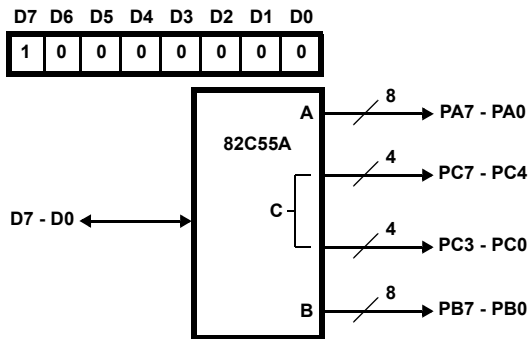 D7 D6 D5 D4 D3 D2 D1 D0
1 0 0 0 0 0 0 0
A
8
PA7 - PA0
82C55A
4
PC7 - PC4
C
D7 - D0
4
PC3 - PC0
B
8
PB7 - PB0